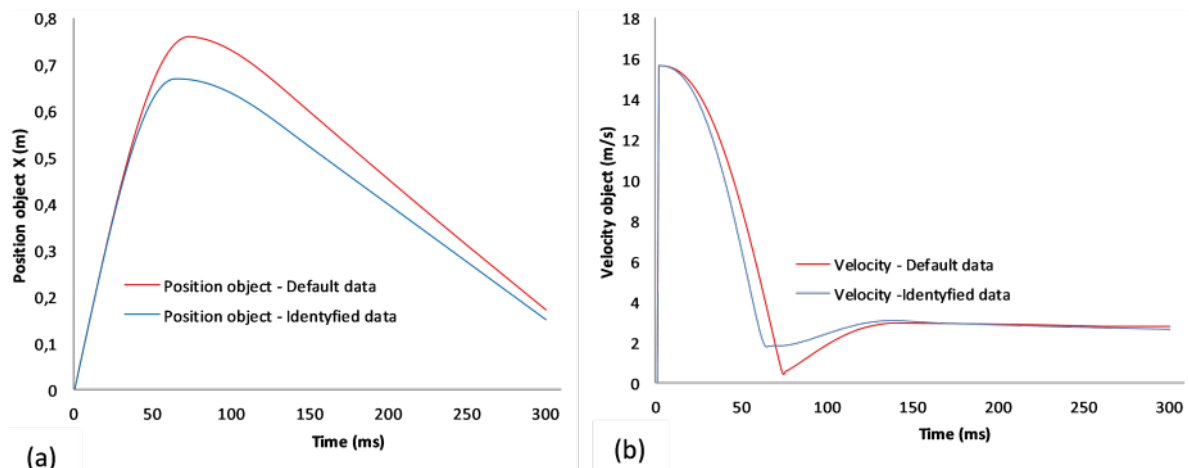 0,8
0,7
0,6
0,5
0,4
0,3
0,2
0,1
0
Position object X (m)
Position object - Default data
Position object - Identyfied data
0 50 100 150 200 250 300
Time (ms)
(a)
18
16
14
12
10
8
6
4
2
0
Velocity object (m/s)
Velocity - Default data
Velocity -Identyfied data
0 50 100 150 200 250 300
Time (ms)
(b)